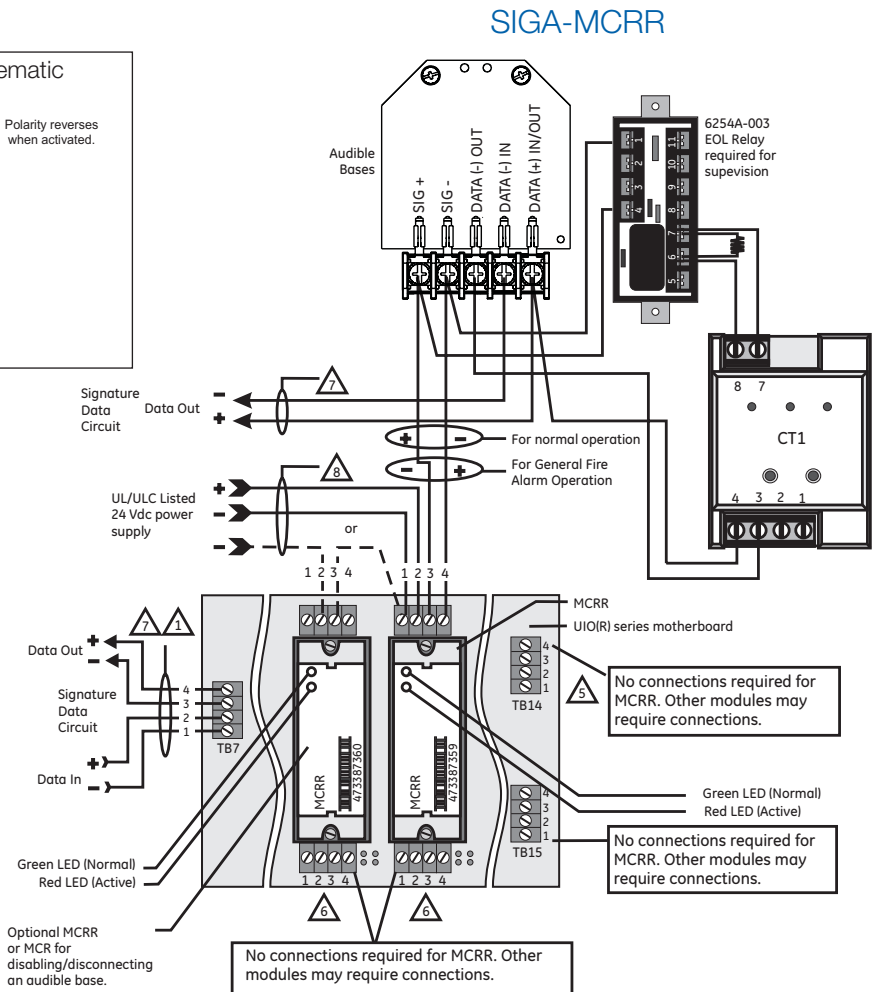 SIGA-MCRR
ematic
Polarity reverses
when activated.
Audible
Bases
SIG +
SIG -
DATA (-) OUT
DATA (-) IN
DATA (+) IN/OUT
1
2
3
4
11
10
9
8
7
6
5
6254A-003
EOL Relay
required for
supevision
8 7
CT1
4 3 2 1
Signature
Data
Circuit
Data Out
-
+
7
+ -
For normal operation
- +
For General Fire
Alarm Operation
8
UL/ULC Listed
24 Vdc power
supply
+
-
or
-
1 2 3 4
1 2 3 4
MCRR
UIO(R) series motherboard
7 1
Data Out
+
-
Signature
Data
Circuit
4
3
2
1
TB7
+
-
Data In
4
3
2
1
TB14
5
No connections required for
MCRR. Other modules may
require connections.
MCRR
473387360
MCRR
473387359
Green LED (Normal)
Red LED (Active)
4
3
2
1
TB15
No connections required for
MCRR. Other modules may
require connections.
Green LED (Normal)
Red LED (Active)
1 2 3 4
1 2 3 4
6
6
Optional MCRR
or MCR for
disabling/disconnecting
an audible base.
No connections required for MCRR. Other
modules may require connections.